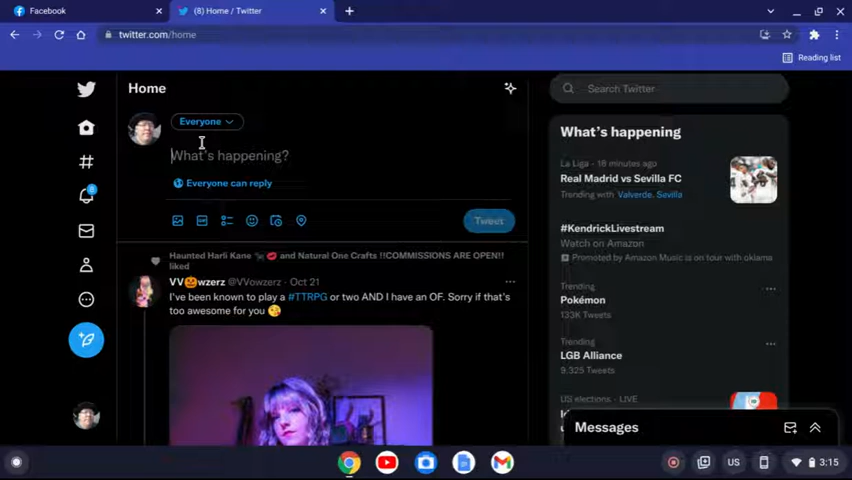 Facebook
(8) Home / Twitter
twitter.com/home
Reading list
Home
Search Twitter
Everyone
What's happening?
Everyone can reply
Tweet
Haunted Harli Kane 🦇 💋 and Natural One Crafts !!COMMISSIONS ARE OPEN!!
liked
VV🎃wzerz @VVowzerz · Oct 21
I've been known to play a #TTRPG or two AND I have an OF. Sorry if that's
too awesome for you 😘
What's happening
La Liga · 18 minutes ago
Real Madrid vs Sevilla FC
Trending with Valverde, Sevilla
#KendrickLivestream
Watch on Amazon
Promoted by Amazon Music is on tour with oklama
Trending
Pokémon
133K Tweets
Trending
LGB Alliance
9,325 Tweets
US elections · LIVE
Messages
8
GIF
US
3:15